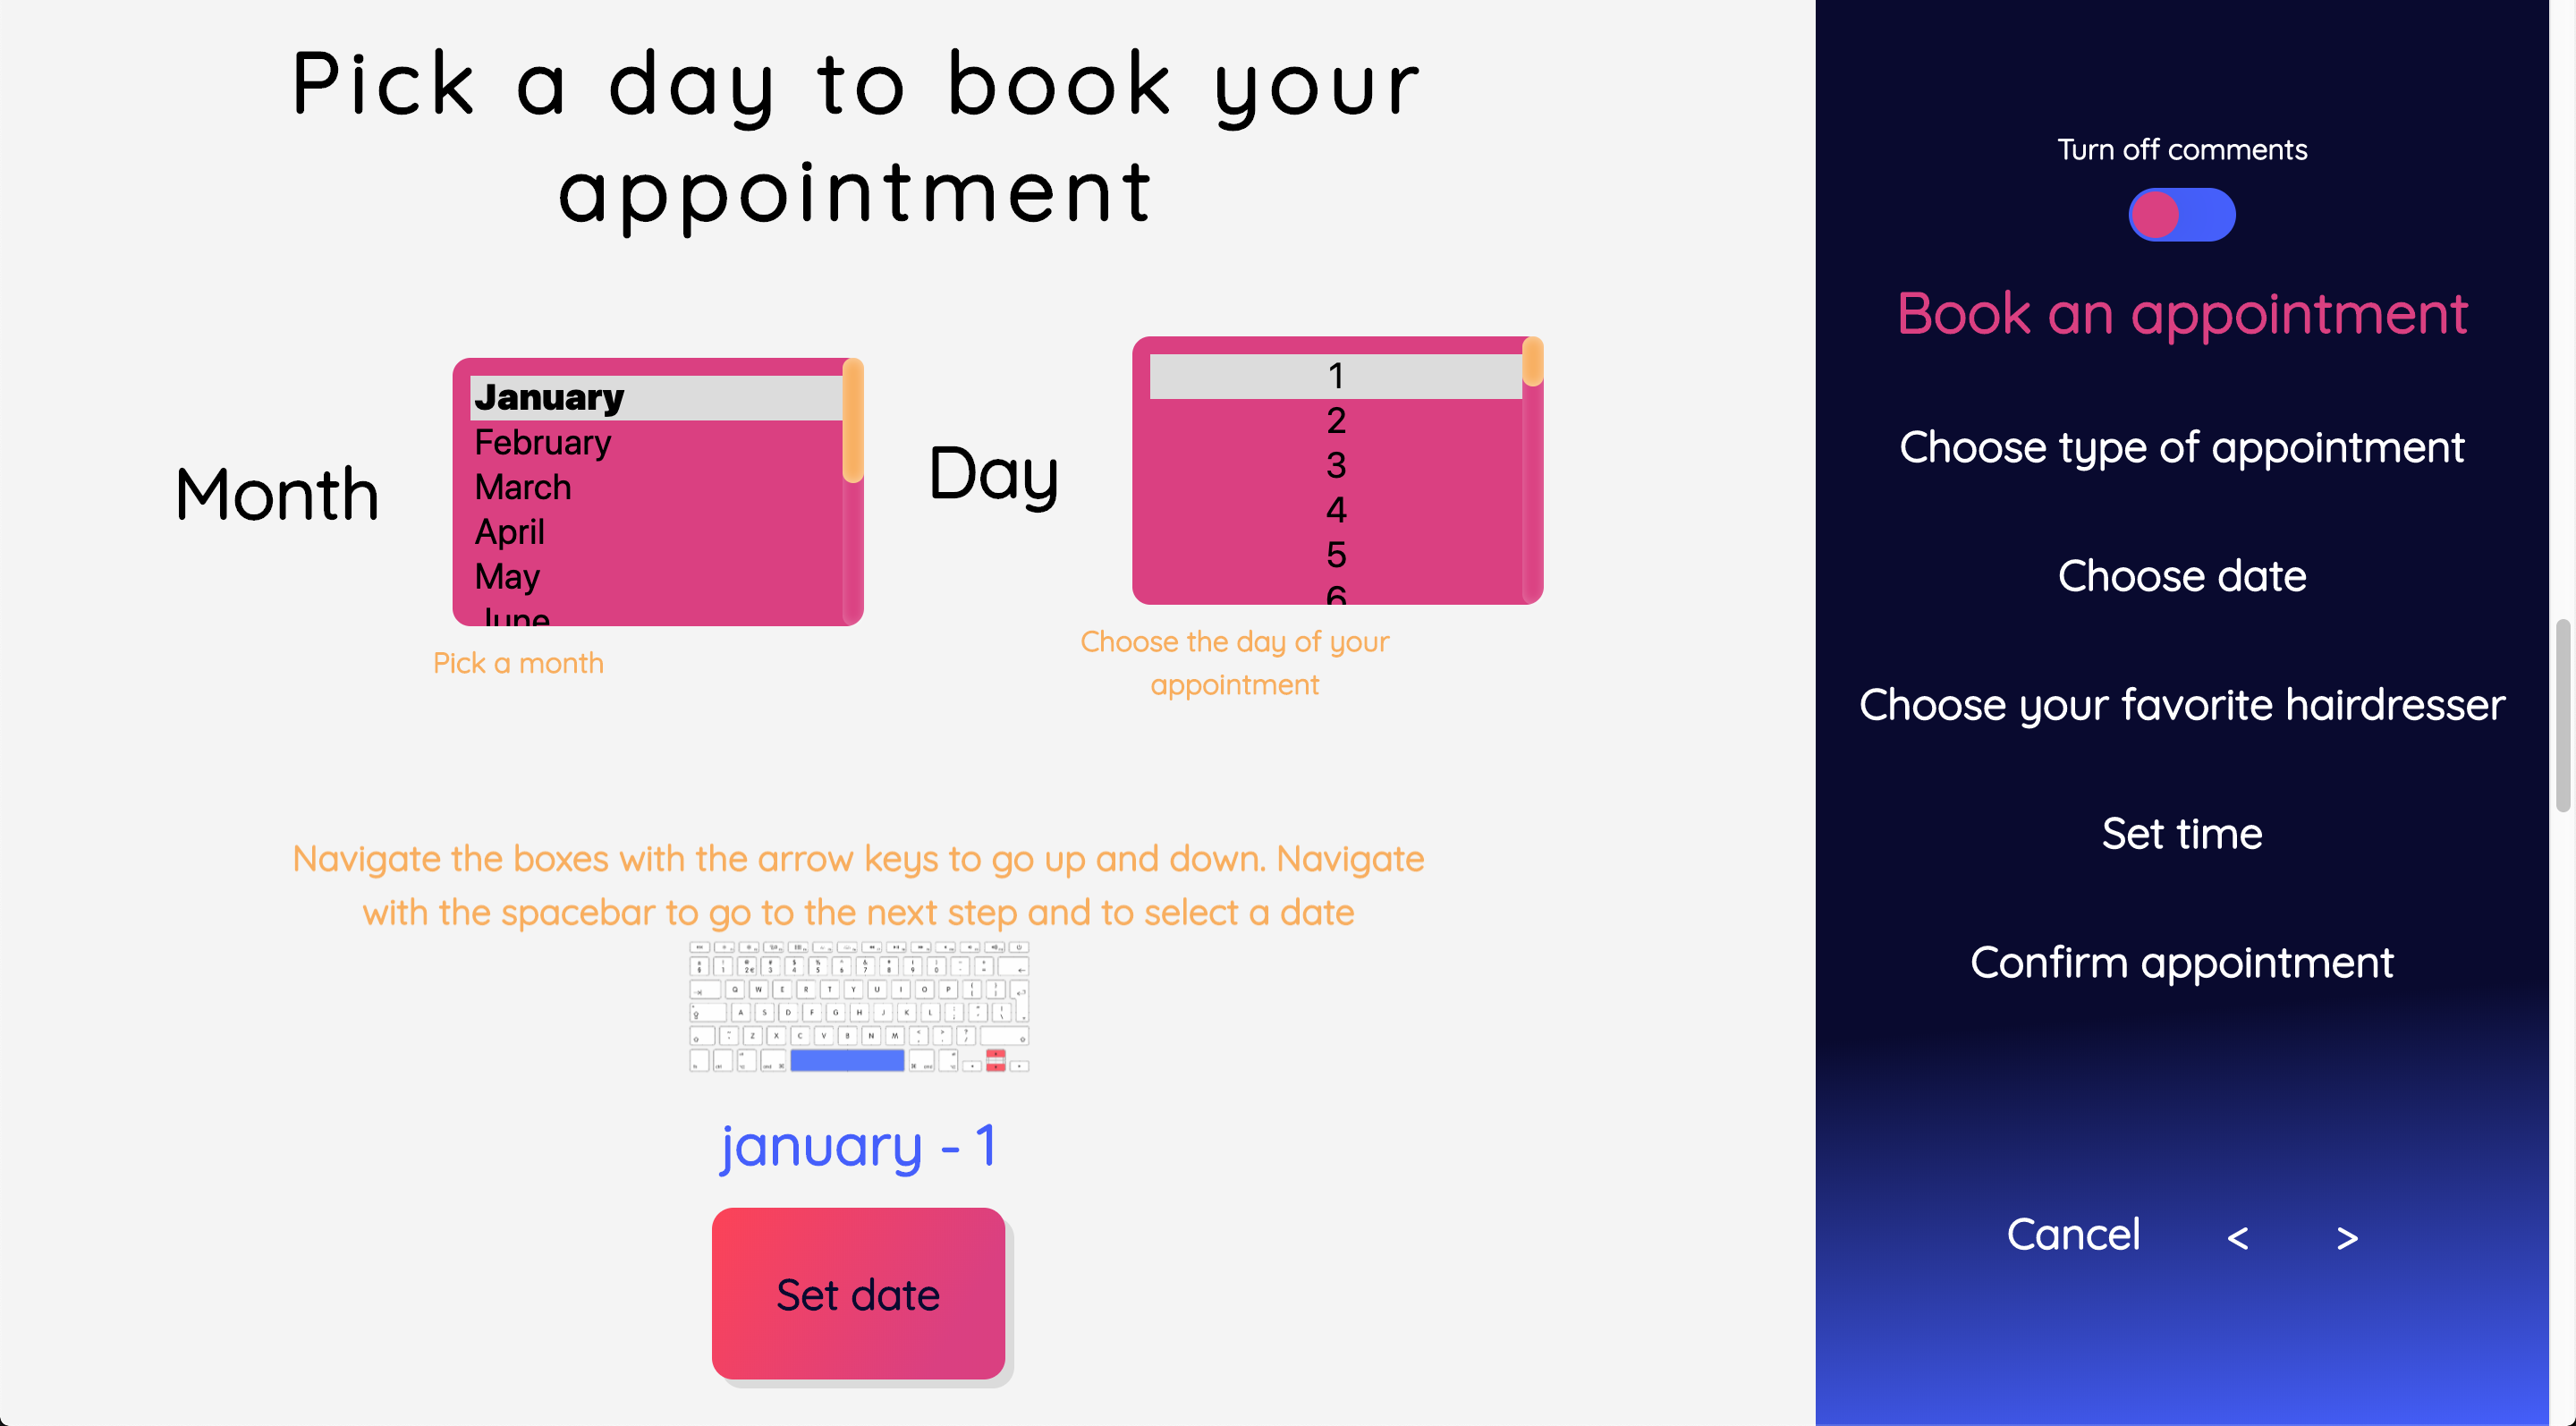 Pick a day to book your
appointment
Month
January
February
March
April
May
June
Pick a month
Day
1
2
3
4
5
6
Choose the day of your
appointment
Navigate the boxes with the arrow keys to go up and down. Navigate
with the spacebar to go to the next step and to select a date
Q W E R T Y U I O P
A S D F G H J K L
Z X C V B N M
january - 1
Set date
Turn off comments
Book an appointment
Choose type of appointment
Choose date
Choose your favorite hairdresser
Set time
Confirm appointment
Cancel < >